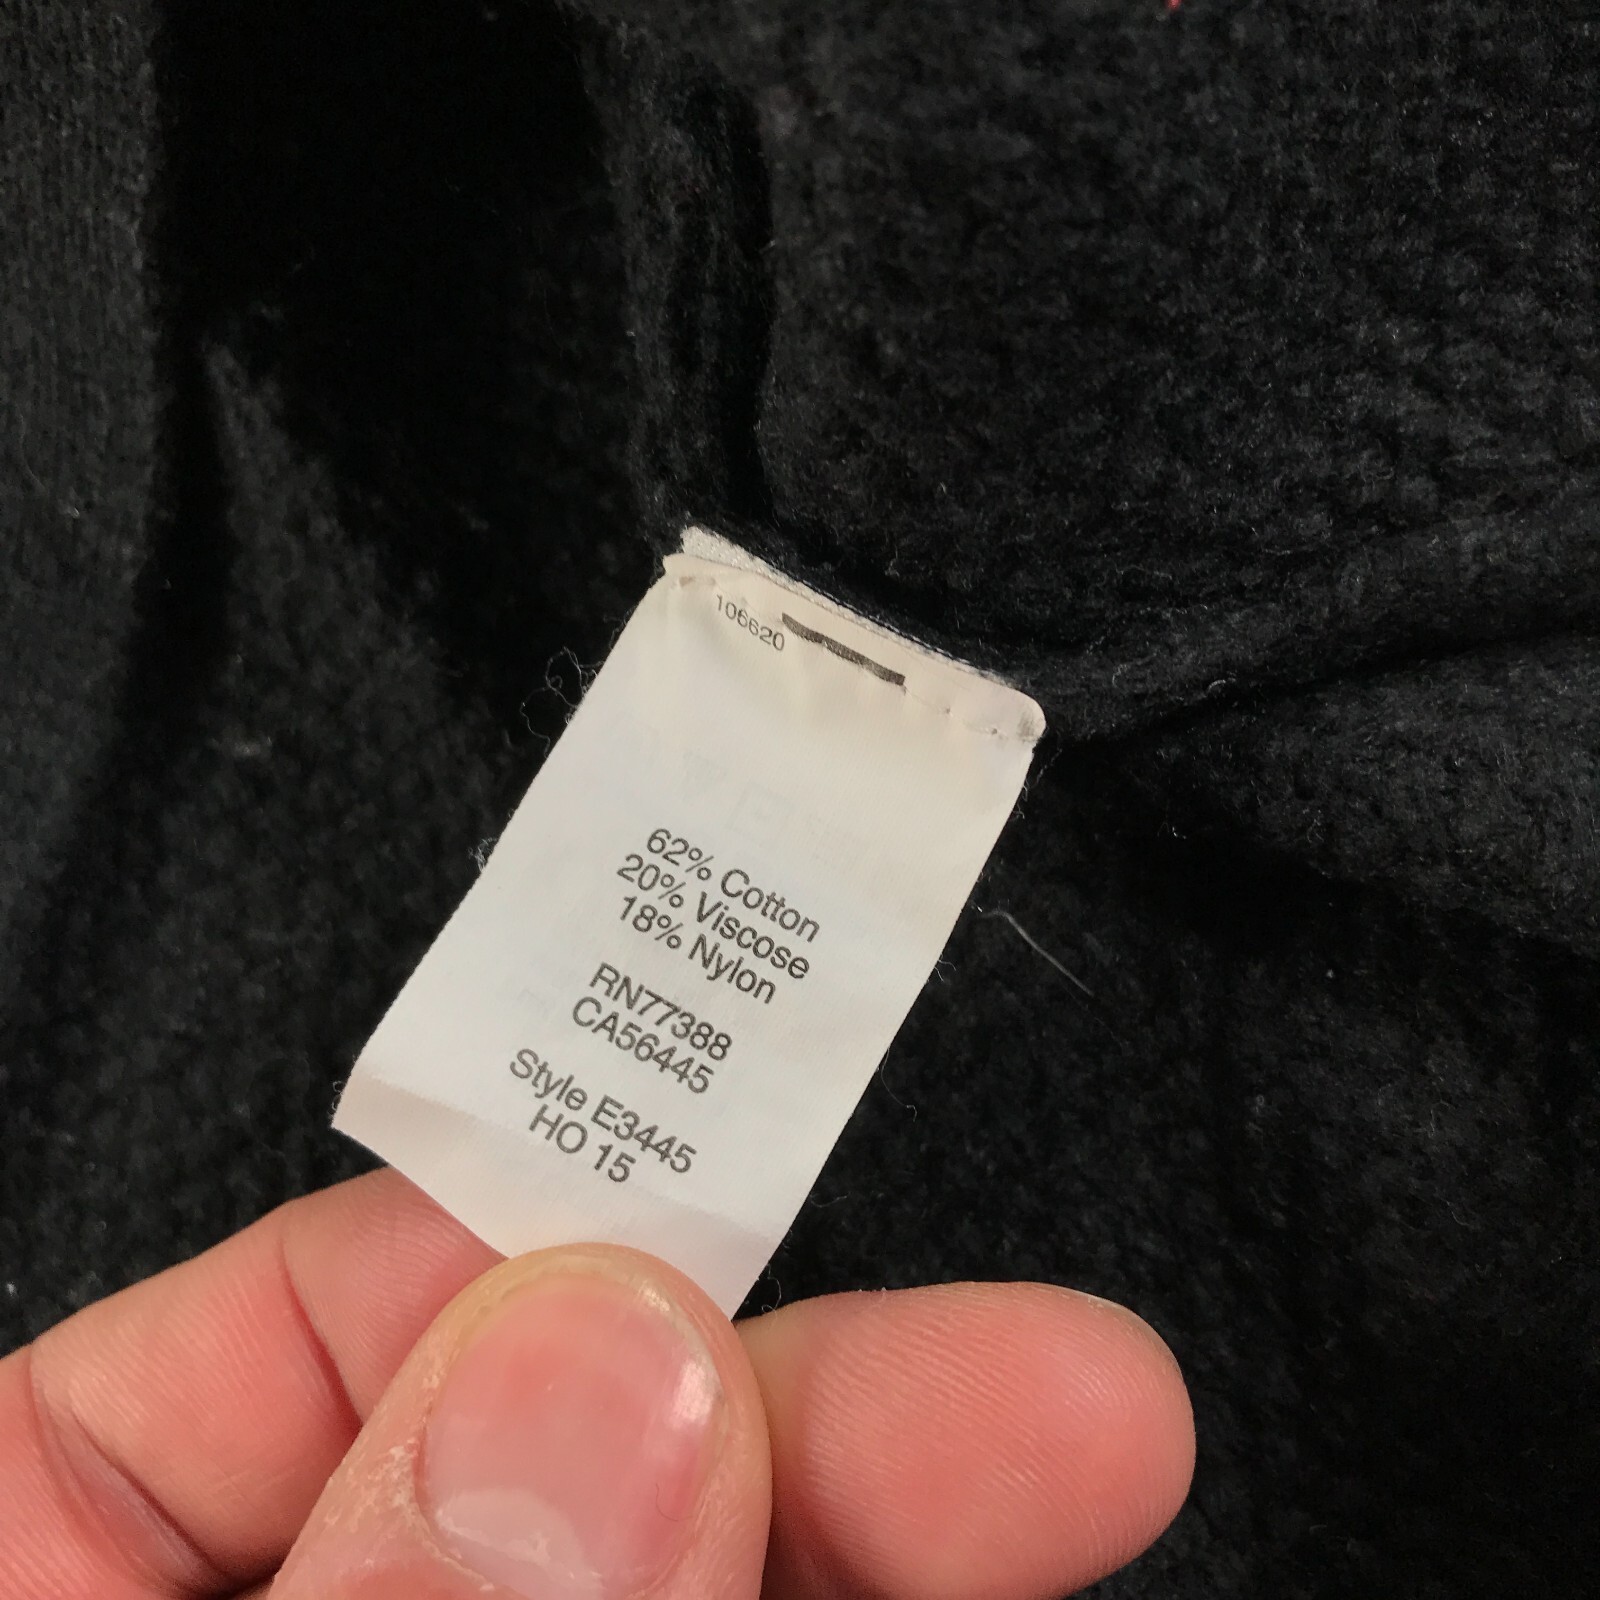 106620
62% Cotton
20% Viscose
18% Nylon
RN77388
CA56445
Style E3445
HO 15